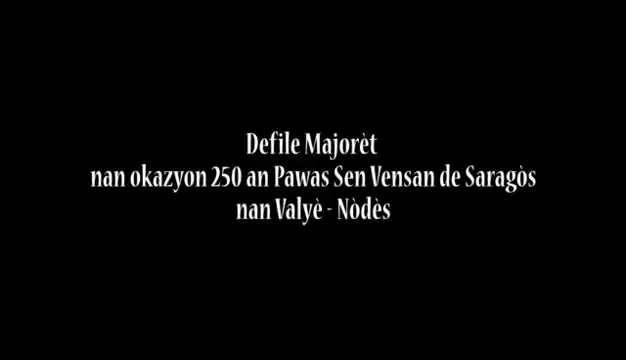 Defile Majorèt
nan okazyon 250 an Pawas Sen Vensan de Saragòs
nan Valyè - Nòdès